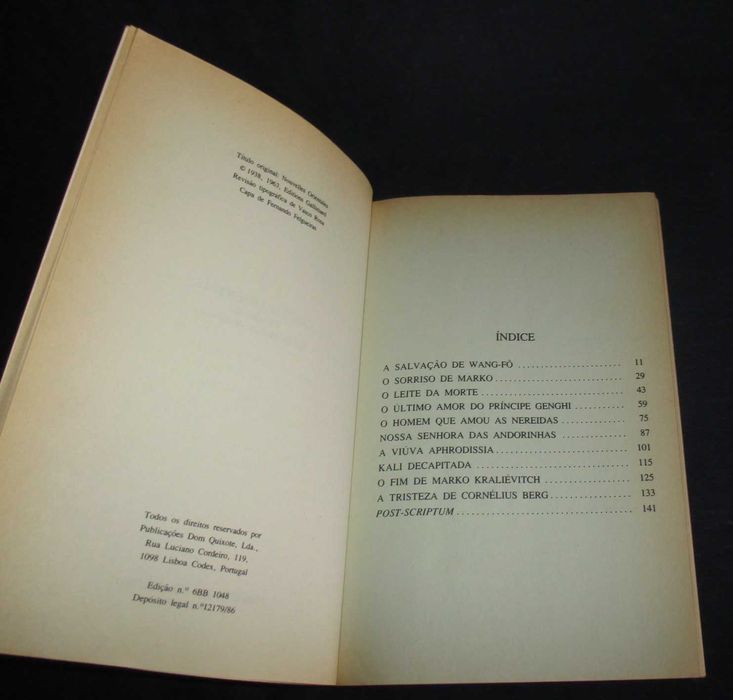 Título original: Nouvelles Orientales
© 1938, 1963, Editions Gallimard
Revisão tipográfica de Vasco Rosa
Capa de Fernando Felgueiras
Todos os direitos reservados por
Publicações Dom Quixote, Lda.,
Rua Luciano Cordeiro, 119,
1098 Lisboa Codex, Portugal
Edição n.º 6BB 1048
Depósito legal n.º 12179/86
ÍNDICE
A SALVAÇÃO DE WANG-FÔ ...................... 11
O SORRISO DE MARKO ........................... 29
O LEITE DA MORTE .............................. 43
O ÚLTIMO AMOR DO PRÍNCIPE GENGHI ........... 59
O HOMEM QUE AMOU AS NEREIDAS .............. 75
NOSSA SENHORA DAS ANDORINHAS .............. 87
A VIÚVA APHRODISSIA ........................... 101
KALI DECAPITADA ................................ 115
O FIM DE MARKO KRALIÉVITCH .................. 125
A TRISTEZA DE CORNÉLIUS BERG ................ 133
POST-SCRIPTUM .................................. 141